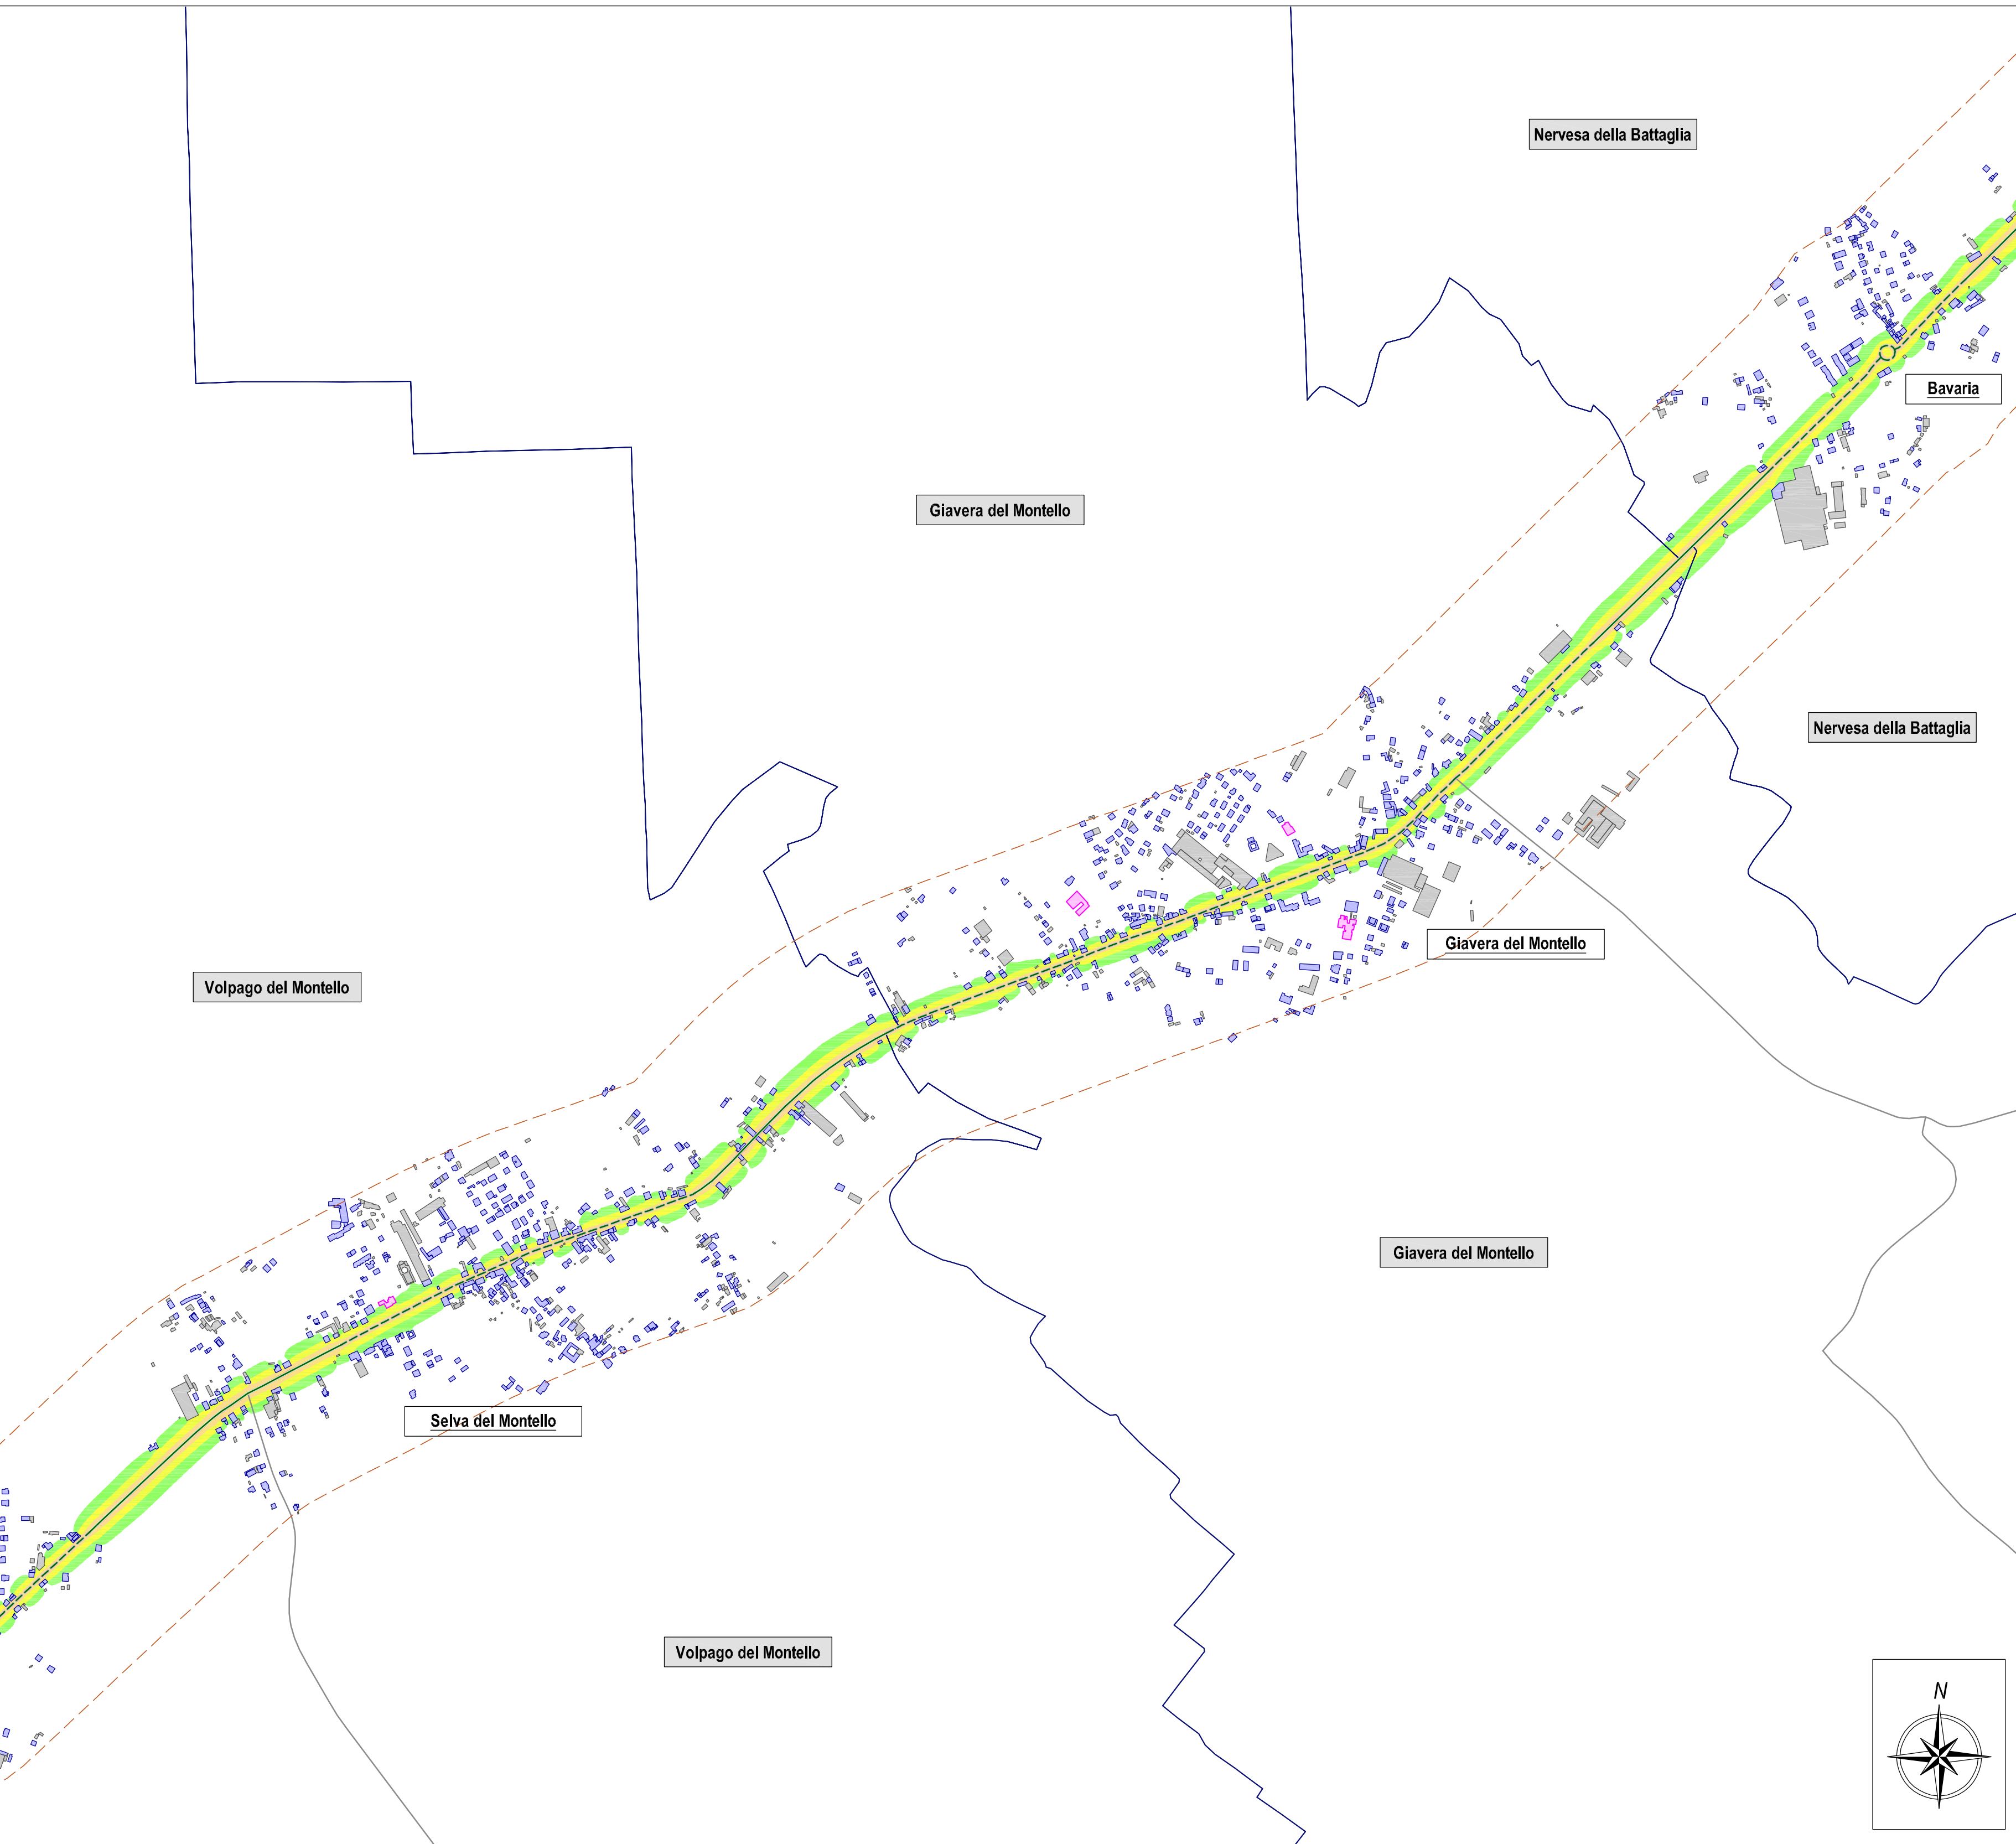 Nervesa della Battaglia
Bavaria
Giavera del Montello
Nervesa della Battaglia
Giavera del Montello
Volpago del Montello
Giavera del Montello
Selva del Montello
Volpago del Montello
N